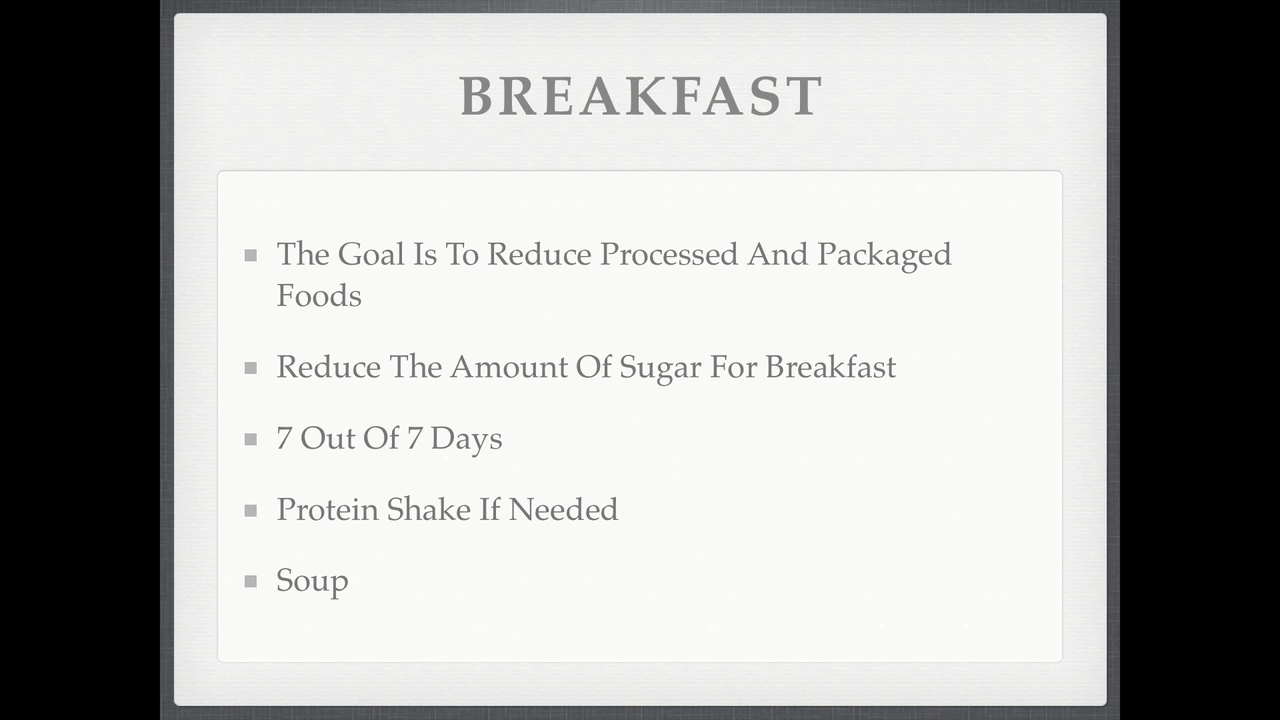 BREAKFAST
The Goal Is To Reduce Processed And Packaged
Foods
Reduce The Amount Of Sugar For Breakfast
7 Out Of 7 Days
Protein Shake If Needed
Soup